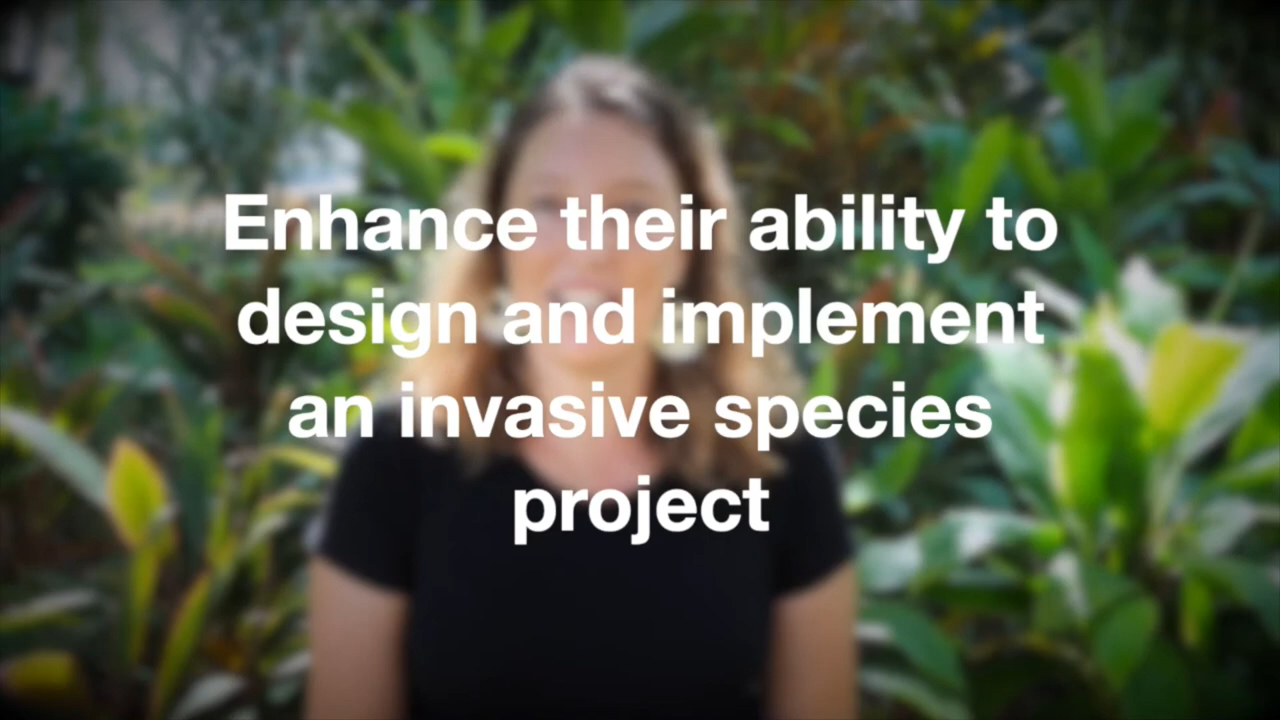 Enhance their ability to
design and implement
an invasive species
project